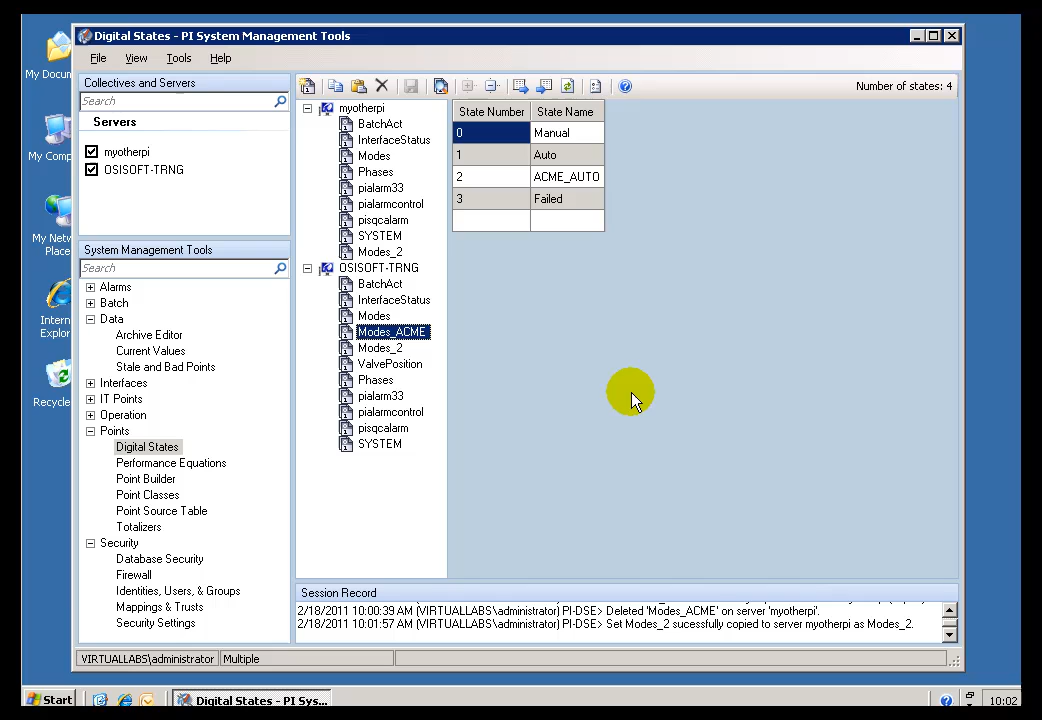 Digital States - PI System Management Tools
File View Tools Help
Collectives and Servers
Search
Servers
myotherpi
OSISOFT-TRNG
System Management Tools
Search
Alarms
Batch
Data
Archive Editor
Current Values
Stale and Bad Points
Interfaces
IT Points
Operation
Points
Digital States
Performance Equations
Point Builder
Point Classes
Point Source Table
Totalizers
Security
Database Security
Firewall
Identities, Users, & Groups
Mappings & Trusts
Security Settings
Number of states: 4
myotherpi
BatchAct
InterfaceStatus
Modes
Phases
pialarm33
pialarmcontrol
pisqcalarm
SYSTEM
Modes_2
OSISOFT-TRNG
BatchAct
InterfaceStatus
Modes
Modes_ACME
Modes_2
ValvePosition
Phases
pialarm33
pialarmcontrol
pisqcalarm
SYSTEM
State Number State Name
0 Manual
1 Auto
2 ACME_AUTO
3 Failed
Session Record
2/18/2011 10:00:39 AM (VIRTUALLABS\administrator) PI-DSE> Deleted 'Modes_ACME' on server 'myotherpi'.
2/18/2011 10:01:57 AM (VIRTUALLABS\administrator) PI-DSE> Set Modes_2 sucessfully copied to server myotherpi as Modes_2.
VIRTUALLABS\administrator Multiple
My Docum
My Comp
My Netw
Place
Intern
Explor
Recycle
Start
Digital States - PI Sys...
10:02